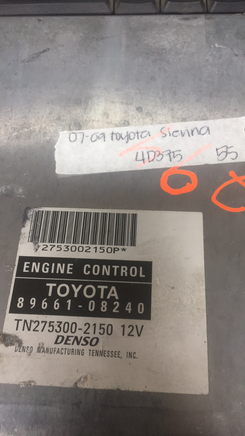 07-09 toyota Sienna
4D375 55
*2753002150P*
ENGINE CONTROL
TOYOTA
89661-08240
TN275300-2150 12V
DENSO
DENSO MANUFACTURING TENNESSEE, INC.